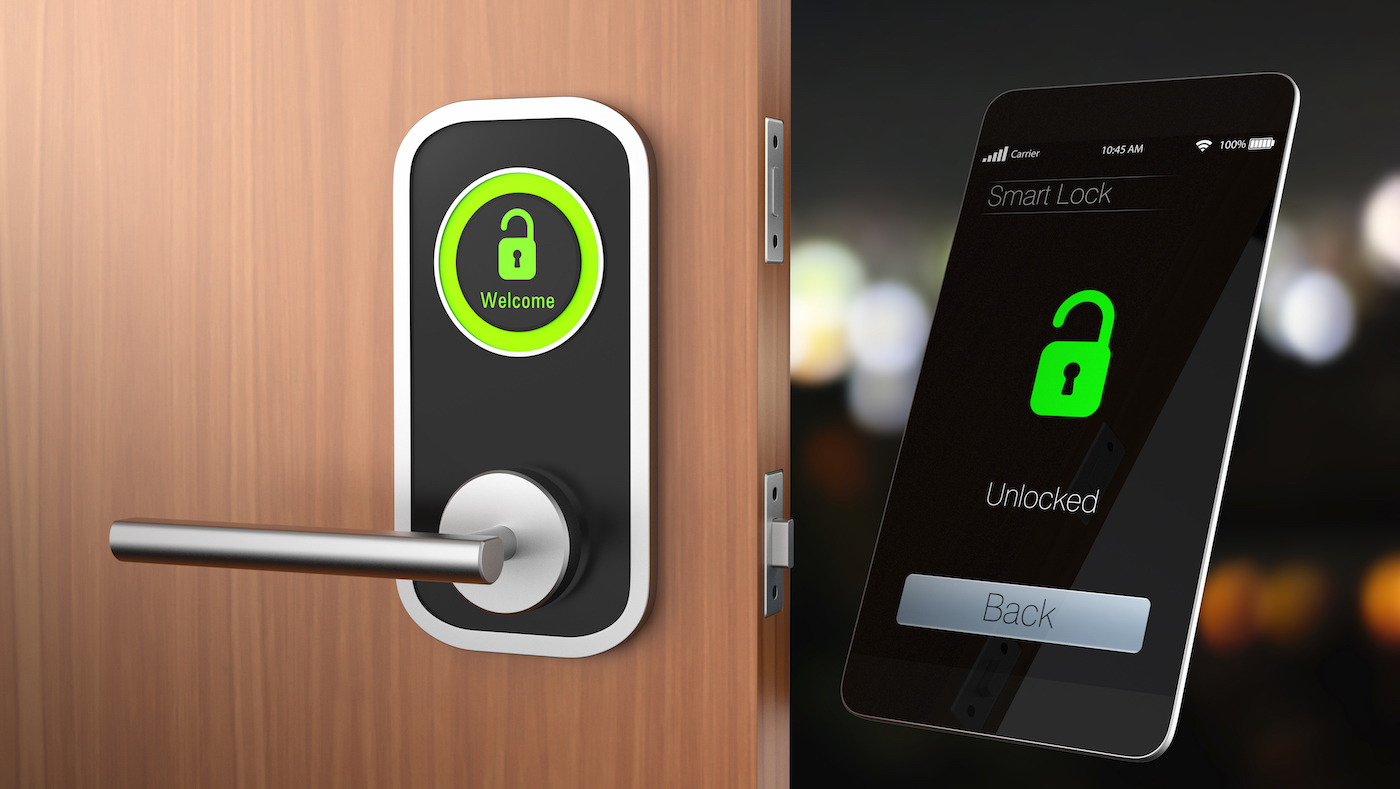 Welcome
Carrier 10:45 AM 100%
Smart Lock
Unlocked
Back